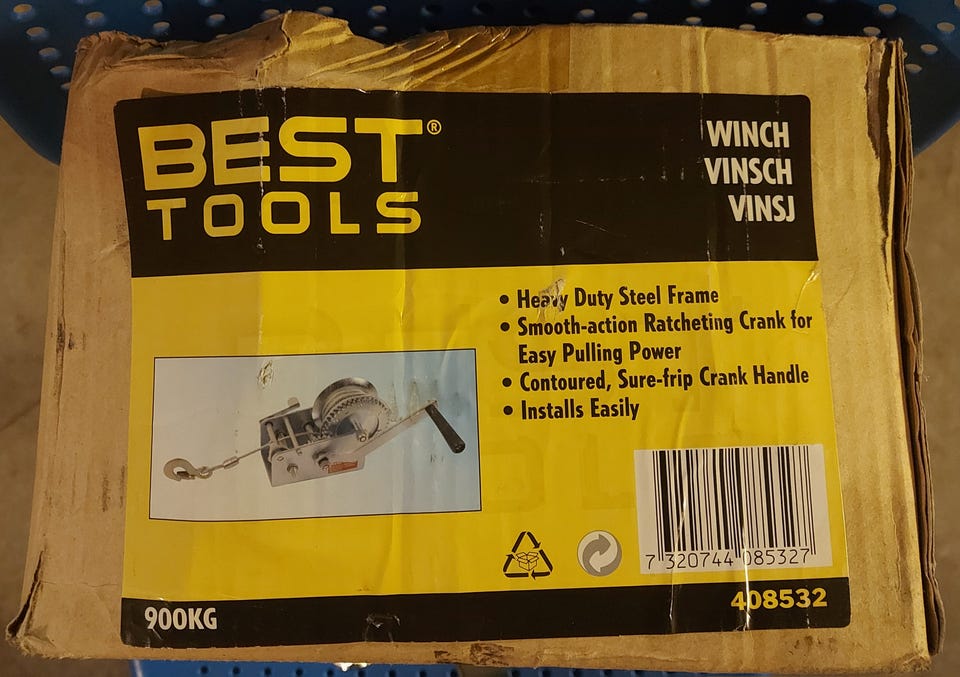 BEST®
TOOLS
WINCH
VINSCH
VINSJ
• Heavy Duty Steel Frame
• Smooth-action Ratcheting Crank for
Easy Pulling Power
• Contoured, Sure-frip Crank Handle
• Installs Easily
7 320744 085327
900KG
408532